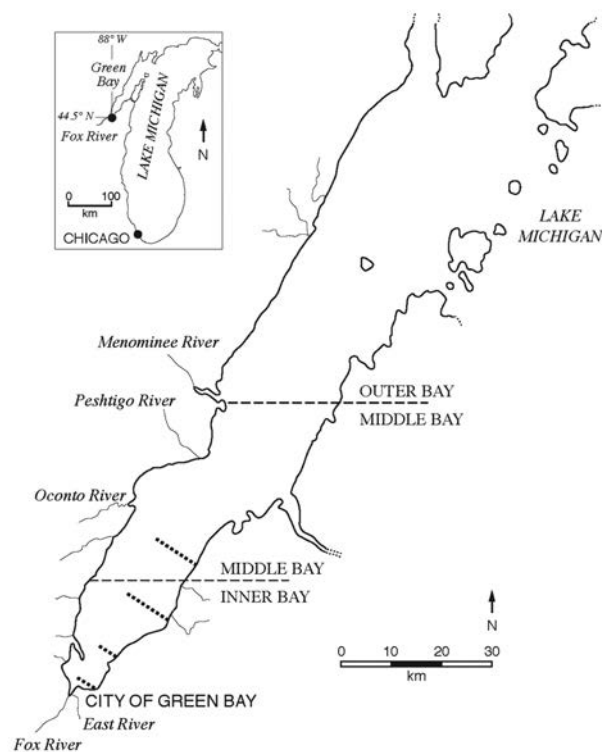 88° W
Green
Bay
44.5° N
Fox River
LAKE MICHIGAN
N
0 100
km
CHICAGO
LAKE
MICHIGAN
Menominee River
Peshtigo River
OUTER BAY
MIDDLE BAY
Oconto River
MIDDLE BAY
INNER BAY
N
0 10 20 30
km
CITY OF GREEN BAY
East River
Fox River